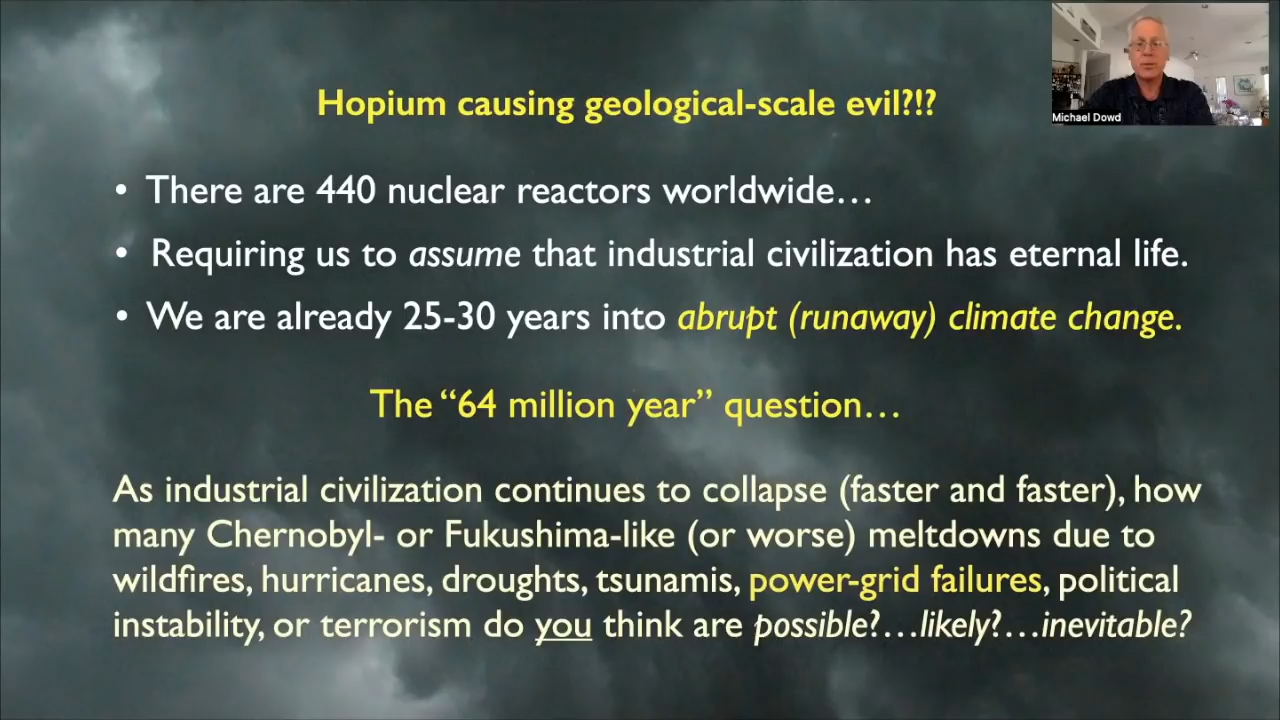 Hopium causing geological-scale evil?!?
Michael Dowd
• There are 440 nuclear reactors worldwide…
• Requiring us to assume that industrial civilization has eternal life.
• We are already 25-30 years into abrupt (runaway) climate change.
The “64 million year” question…
As industrial civilization continues to collapse (faster and faster), how
many Chernobyl- or Fukushima-like (or worse) meltdowns due to
wildfires, hurricanes, droughts, tsunamis, power-grid failures, political
instability, or terrorism do you think are possible?…likely?…inevitable?